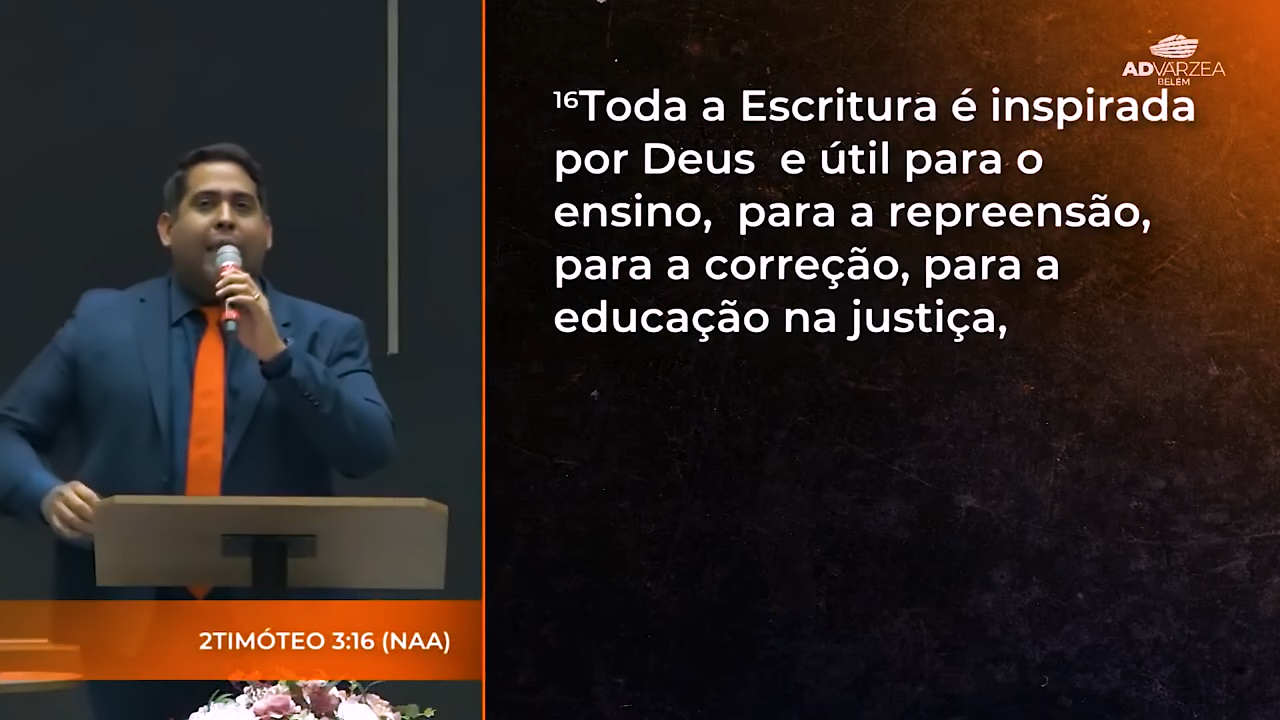 ADVARZEA
BELÉM
¹⁶Toda a Escritura é inspirada
por Deus e útil para o
ensino, para a repreensão,
para a correção, para a
educação na justiça,
2TIMÓTEO 3:16 (NAA)